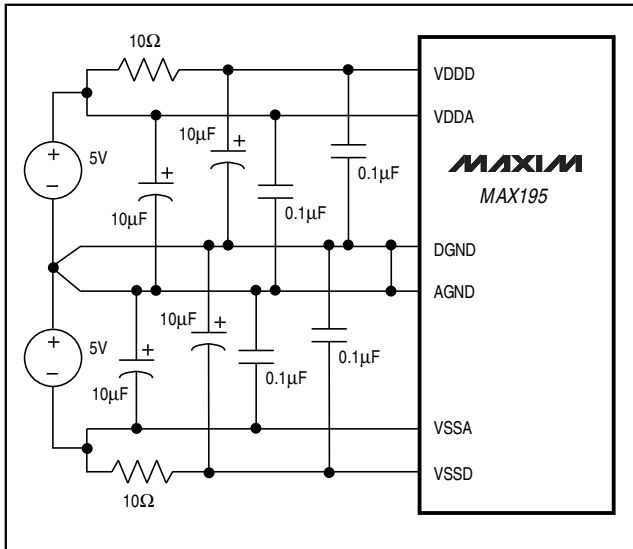 10Ω
VDDD
VDDA
+
5V
−
10μF
+
10μF
+
0.1μF
0.1μF
MAXIM
MAX195
DGND
AGND
+
5V
−
10μF
+
10μF
+
0.1μF
0.1μF
VSSA
VSSD
10Ω